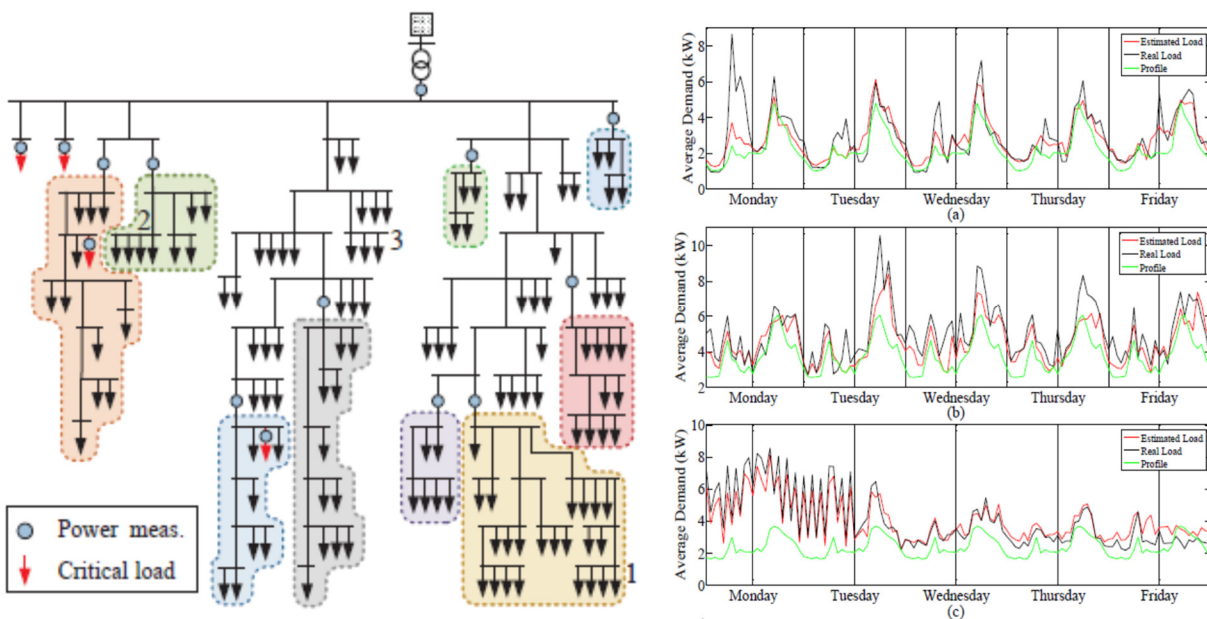 2
3
1
Power meas.
Critical load
Average Demand (kW)
8
6
4
2
0
Estimated Load
Real Load
Profile
Monday
Tuesday
Wednesday
Thursday
Friday
(a)
Average Demand (kW)
10
8
6
4
2
Estimated Load
Real Load
Profile
Monday
Tuesday
Wednesday
Thursday
Friday
(b)
Average Demand (kW)
10
8
6
4
2
0
Estimated Load
Real Load
Profile
Monday
Tuesday
Wednesday
Thursday
Friday
(c)